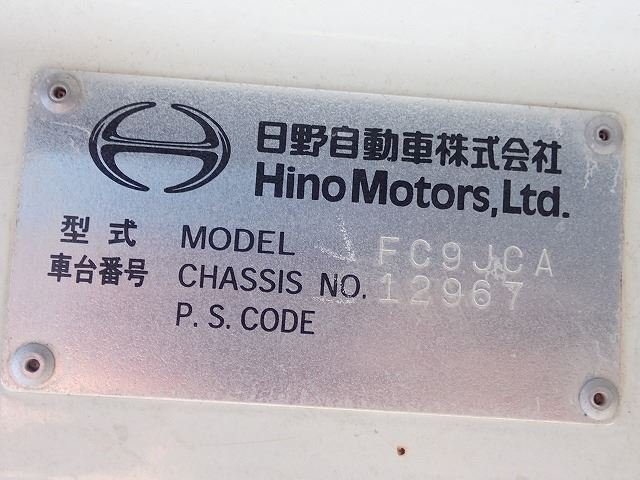 日野自動車株式会社
Hino Motors, Ltd.
型式 MODEL FC9JCA
車台番号 CHASSIS NO. 12967
P. S. CODE